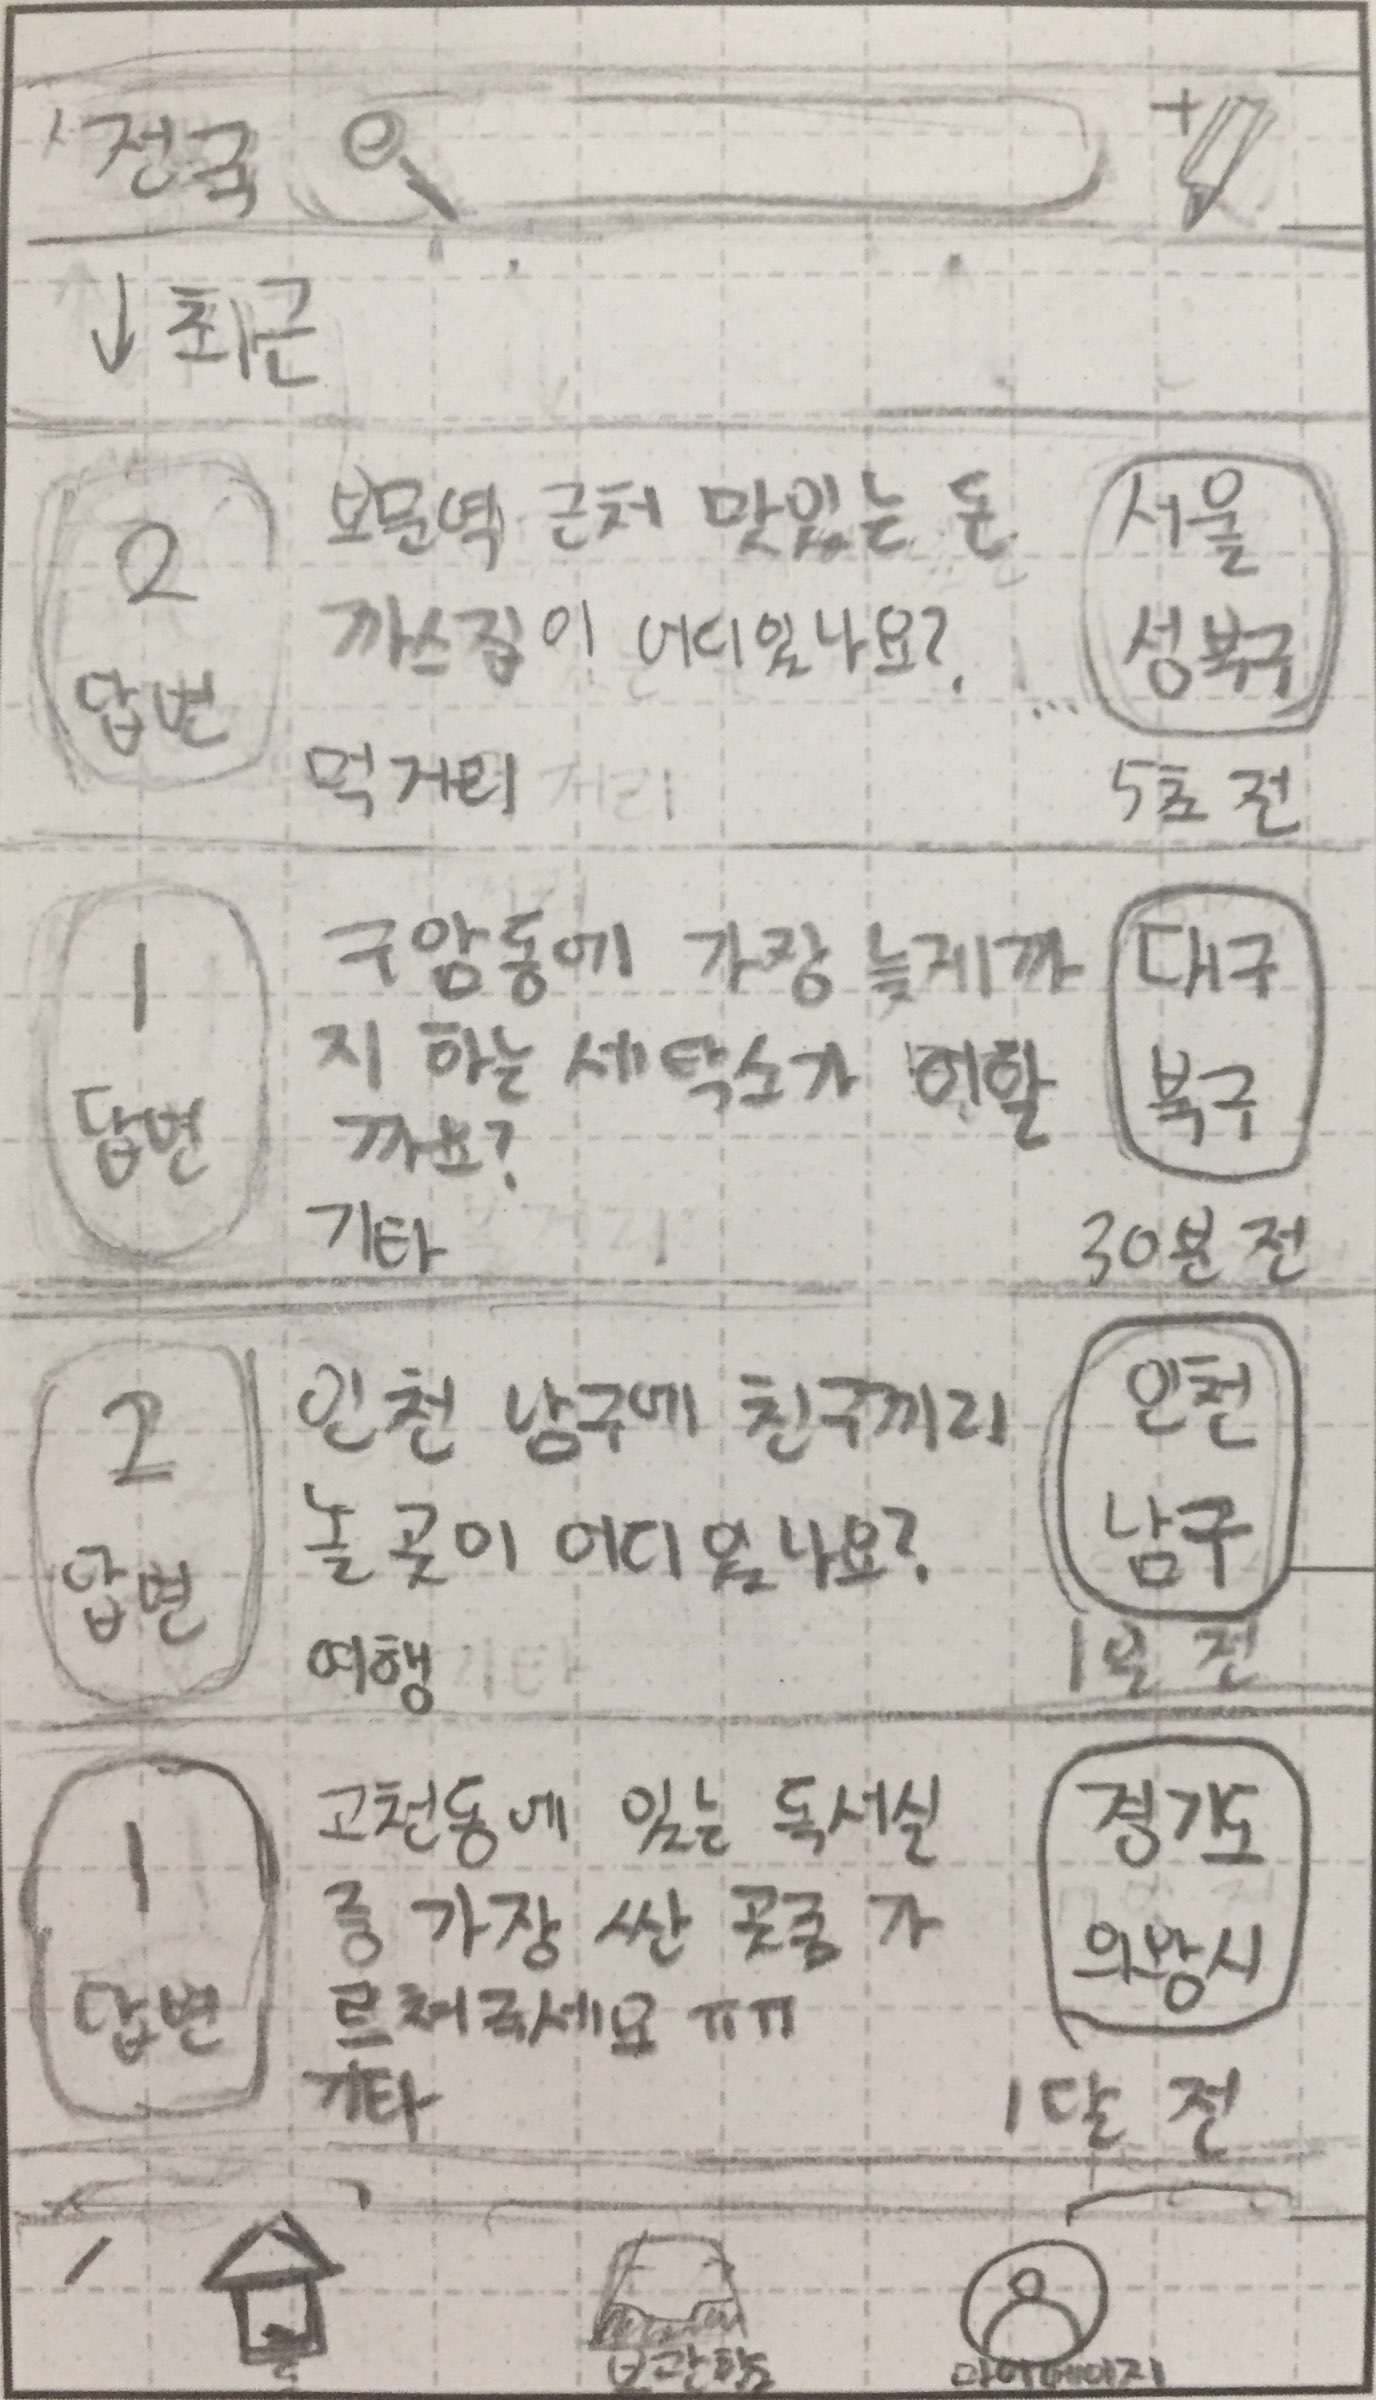 전국
↓최근
2
답변
보문역 근처 맛있는 돈
까스집이 어디있나요?
...
먹거리
서울
성북구
5초 전
1
답변
구암동에 가장 늦게까
지 하는 세탁소가 어할
까요?
기타
대구
북구
30분 전
2
답변
인천 남구에 친구끼리
놀 곳이 어디있나요?
여행
인천
남구
전
1
답변
고천동에 있는 독서실
중 가장 싼 곳좀 가
르쳐주세요 ㅠㅠ
기타
경기도
의왕시
1달 전
홈
보관함
마이페이지